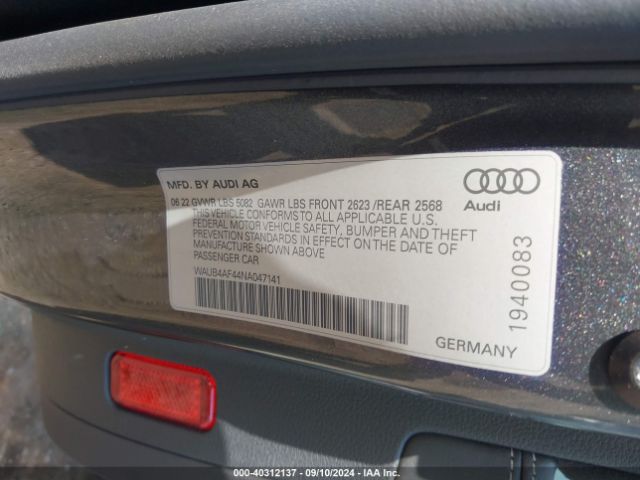 MFD. BY AUDI AG
06 22 GVWR LBS 5082 GAWR LBS FRONT 2623 /REAR 2568
THIS VEHICLE CONFORMS TO ALL APPLICABLE U.S.
FEDERAL MOTOR VEHICLE SAFETY, BUMPER AND THEFT
PREVENTION STANDARDS IN EFFECT ON THE DATE OF
MANUFACTURE SHOWN ABOVE
PASSENGER CAR
WAUB4AF44NA047141
Audi
1940083
GERMANY
000-40312137 - 09/10/2024 - IAA Inc.